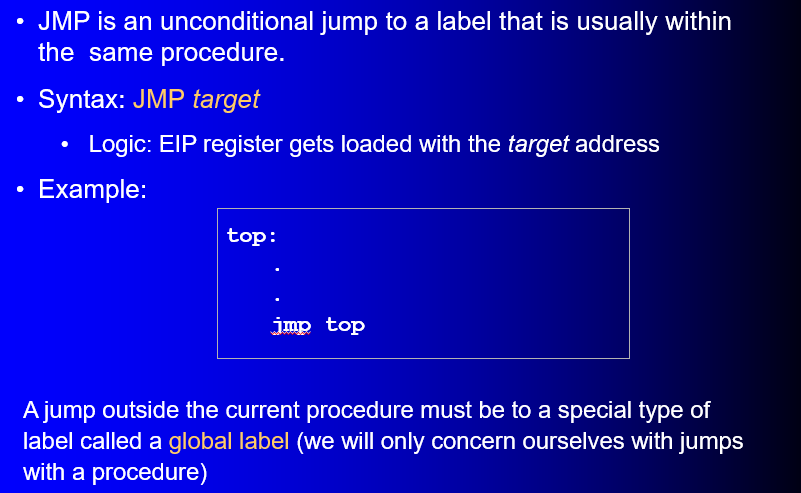 • JMP is an unconditional jump to a label that is usually within
the same procedure.
• Syntax: JMP target
• Logic: EIP register gets loaded with the target address
• Example:
top:
.
.
jmp top
A jump outside the current procedure must be to a special type of
label called a global label (we will only concern ourselves with jumps
with a procedure)